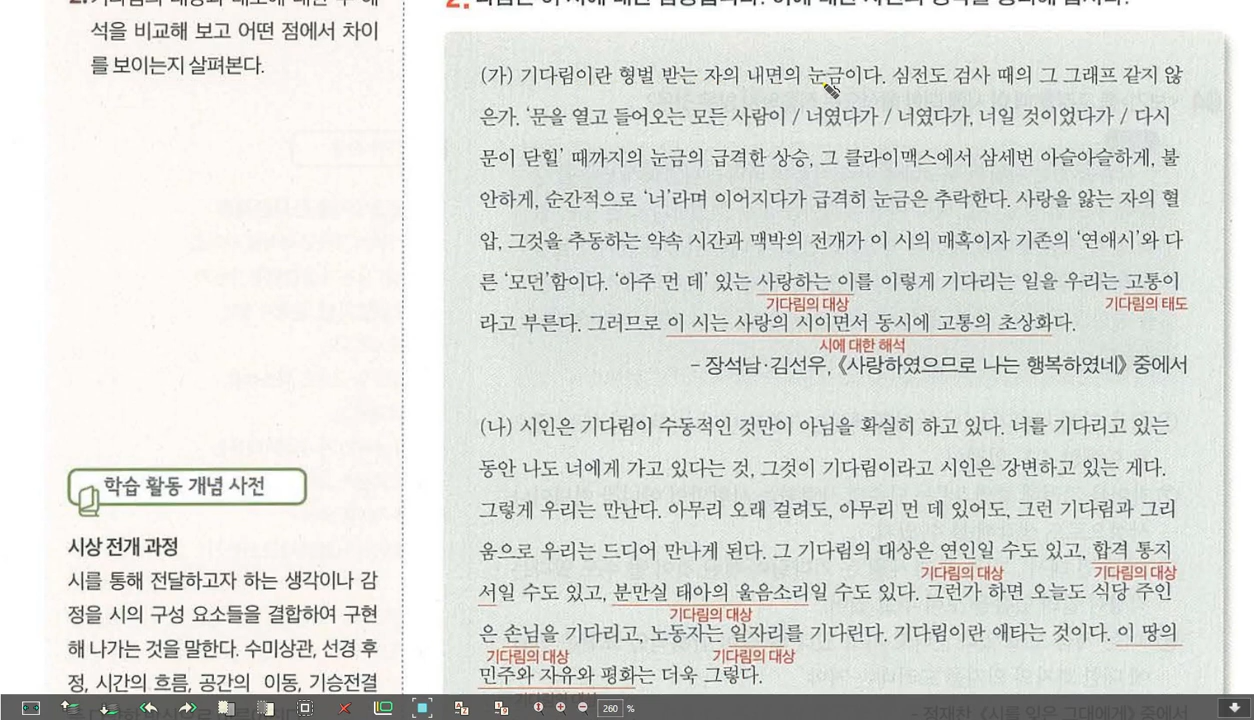 석을 비교해 보고 어떤 점에서 차이
를 보이는지 살펴본다.
학습 활동 개념 사전
시상 전개 과정
시를 통해 전달하고자 하는 생각이나 감
정을 시의 구성 요소들을 결합하여 구현
해 나가는 것을 말한다. 수미상관, 선경 후
정, 시간의 흐름, 공간의 이동, 기승전결
2.
(가) 기다림이란 형벌 받는 자의 내면의 눈금이다. 심전도 검사 때의 그 그래프 같지 않
은가. ‘문을 열고 들어오는 모든 사람이 / 너였다가 / 너였다가, 너일 것이었다가 / 다시
문이 닫힐’ 때까지의 눈금의 급격한 상승, 그 클라이맥스에서 삼세번 아슬아슬하게, 불
안하게, 순간적으로 ‘너’라며 이어지다가 급격히 눈금은 추락한다. 사랑을 앓는 자의 혈
압, 그것을 추동하는 약속 시간과 맥박의 전개가 이 시의 매혹이자 기존의 ‘연애시’와 다
른 ‘모던’함이다. ‘아주 먼 데’ 있는 사랑하는 이를 이렇게 기다리는 일을 우리는 고통이
기다림의 대상 기다림의 태도
라고 부른다. 그러므로 이 시는 사랑의 시이면서 동시에 고통의 초상화다.
시에 대한 해석
- 장석남·김선우, 《사랑하였으므로 나는 행복하였네》 중에서
(나) 시인은 기다림이 수동적인 것만이 아님을 확실히 하고 있다. 너를 기다리고 있는
동안 나도 너에게 가고 있다는 것, 그것이 기다림이라고 시인은 강변하고 있는 게다.
그렇게 우리는 만난다. 아무리 오래 걸려도, 아무리 먼 데 있어도, 그런 기다림과 그리
움으로 우리는 드디어 만나게 된다. 그 기다림의 대상은 연인일 수도 있고, 합격 통지
기다림의 대상 기다림의 대상
서일 수도 있고, 분만실 태아의 울음소리일 수도 있다. 그런가 하면 오늘도 식당 주인
기다림의 대상
은 손님을 기다리고, 노동자는 일자리를 기다린다. 기다림이란 애타는 것이다. 이 땅의
기다림의 대상 기다림의 대상
민주와 자유와 평화는 더욱 그렇다.
260 %